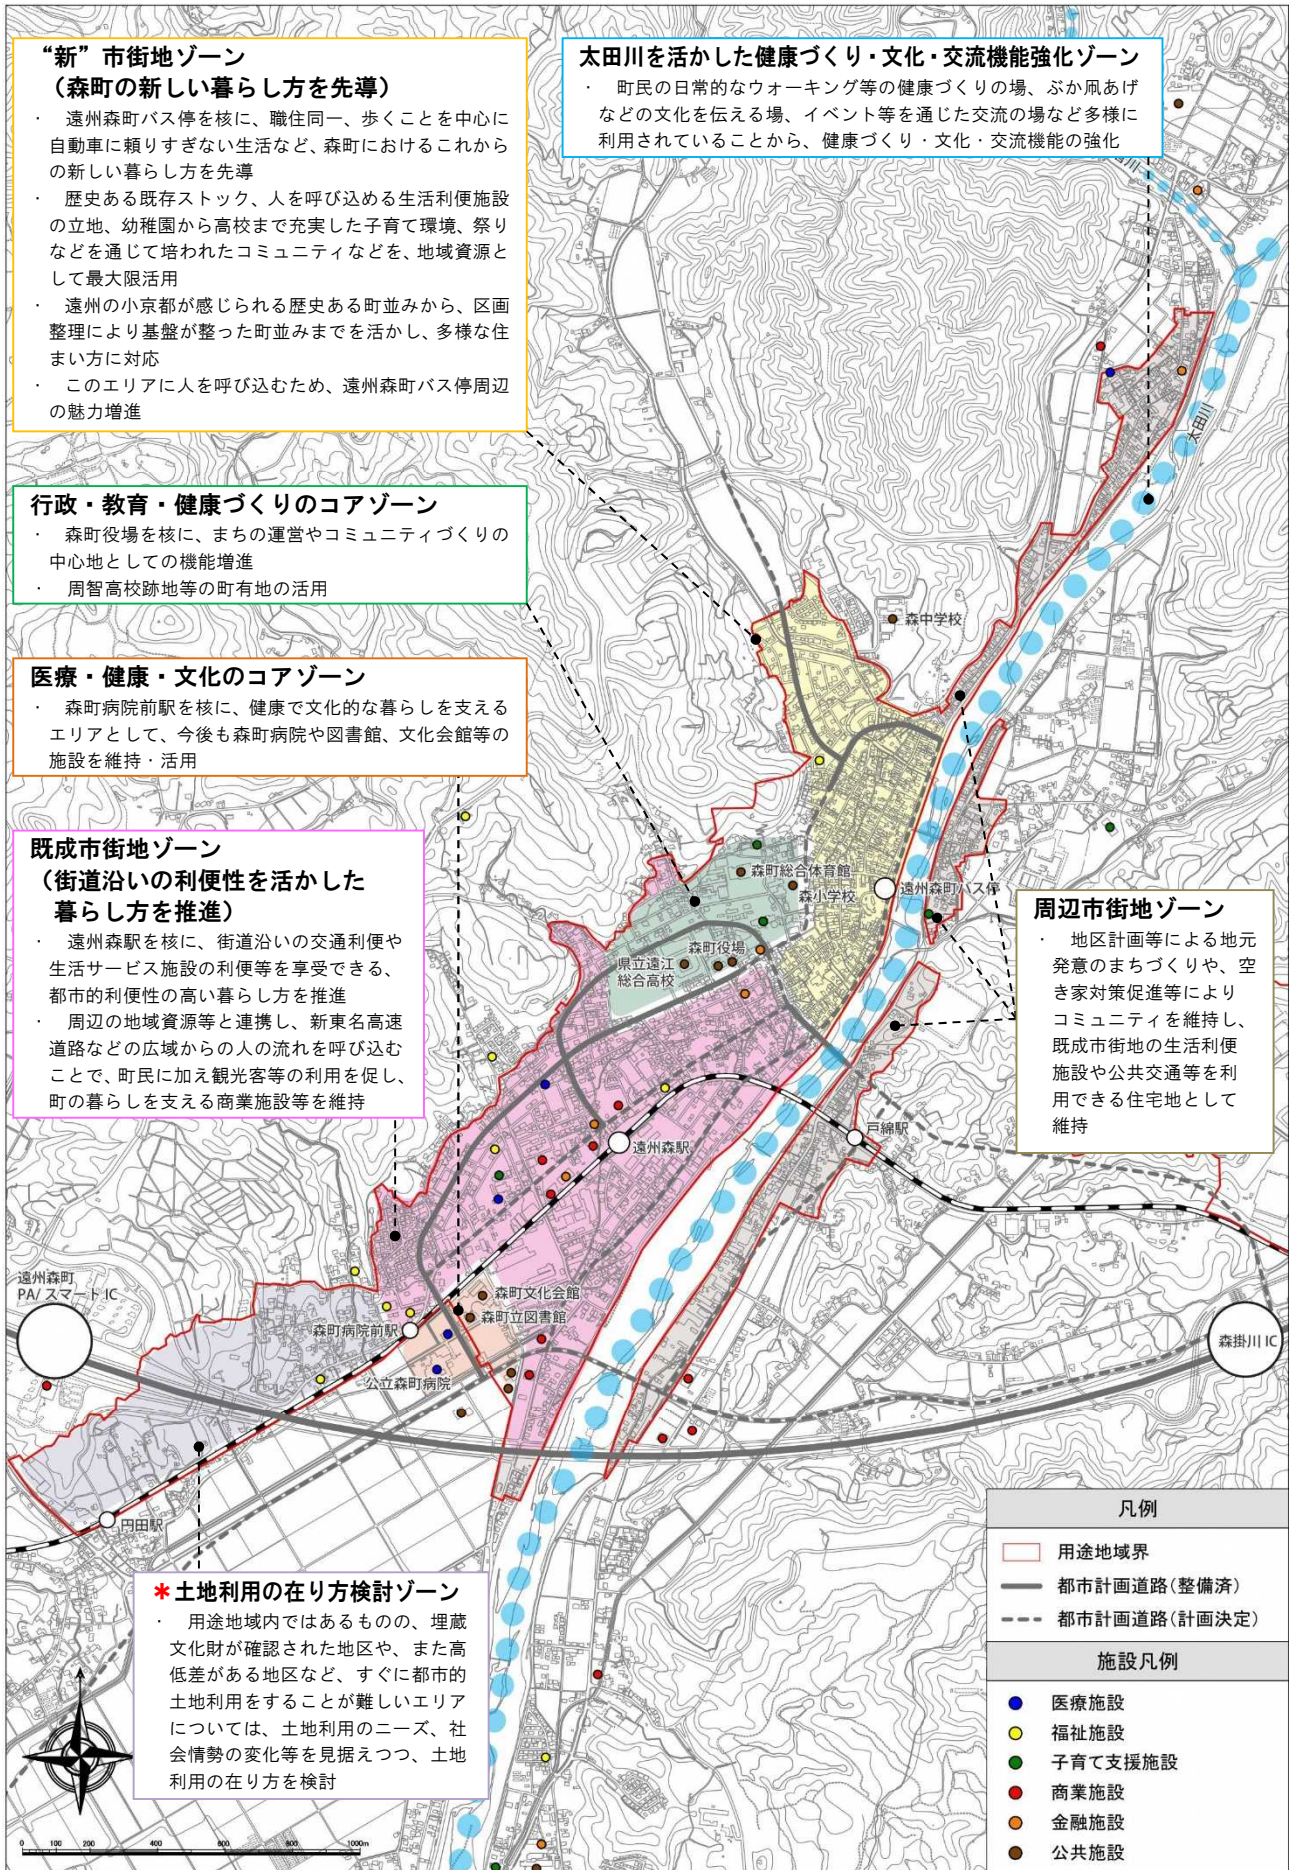 “新”市街地ゾーン
（森町の新しい暮らし方を先導）
・ 遠州森町バス停を核に、職住同一、歩くことを中心に
自動車に頼りすぎない生活など、森町におけるこれから
の新しい暮らし方を先導
・ 歴史ある既存ストック、人を呼び込める生活利便施設
の立地、幼稚園から高校まで充実した子育て環境、祭り
などを通じて培われたコミュニティなどを、地域資源と
して最大限活用
・ 遠州の小京都が感じられる歴史ある町並みから、区画
整理により基盤が整った町並みまでを活かし、多様な住
まい方に対応
・ このエリアに人を呼び込むため、遠州森町バス停周辺
の魅力増進
太田川を活かした健康づくり・文化・交流機能強化ゾーン
・ 町民の日常的なウォーキング等の健康づくりの場、ぶか凧あげ
などの文化を伝える場、イベント等を通じた交流の場など多様に
利用されていることから、健康づくり・文化・交流機能の強化
行政・教育・健康づくりのコアゾーン
・ 森町役場を核に、まちの運営やコミュニティづくりの
中心地としての機能増進
・ 周智高校跡地等の町有地の活用
医療・健康・文化のコアゾーン
・ 森町病院前駅を核に、健康で文化的な暮らしを支える
エリアとして、今後も森町病院や図書館、文化会館等の
施設を維持・活用
既成市街地ゾーン
（街道沿いの利便性を活かした
暮らし方を推進）
・ 遠州森駅を核に、街道沿いの交通利便や
生活サービス施設の利便等を享受できる、
都市的利便性の高い暮らし方を推進
・ 周辺の地域資源等と連携し、新東名高速
道路などの広域からの人の流れを呼び込む
ことで、町民に加え観光客等の利用を促し、
町の暮らしを支える商業施設等を維持
周辺市街地ゾーン
・ 地区計画等による地元
発意のまちづくりや、空
き家対策促進等により
コミュニティを維持し、
既成市街地の生活利便
施設や公共交通等を利
用できる住宅地として
維持
太田川
森中学校
森町総合体育館
森小学校
遠州森町バス停
森町役場
県立遠江
総合高校
遠州森駅
戸綿駅
遠州森町
PA/スマートIC
森町文化会館
森町立図書館
森町病院前駅
公立森町病院
森掛川IC
円田駅
*土地利用の在り方検討ゾーン
・ 用途地域内ではあるものの、埋蔵
文化財が確認された地区や、また高
低差がある地区など、すぐに都市的
土地利用をすることが難しいエリア
については、土地利用のニーズ、社
会情勢の変化等を見据えつつ、土地
利用の在り方を検討
凡例
用途地域界
都市計画道路(整備済)
都市計画道路(計画決定)
施設凡例
医療施設
福祉施設
子育て支援施設
商業施設
金融施設
公共施設
0 100 200 400 600 800 1000m